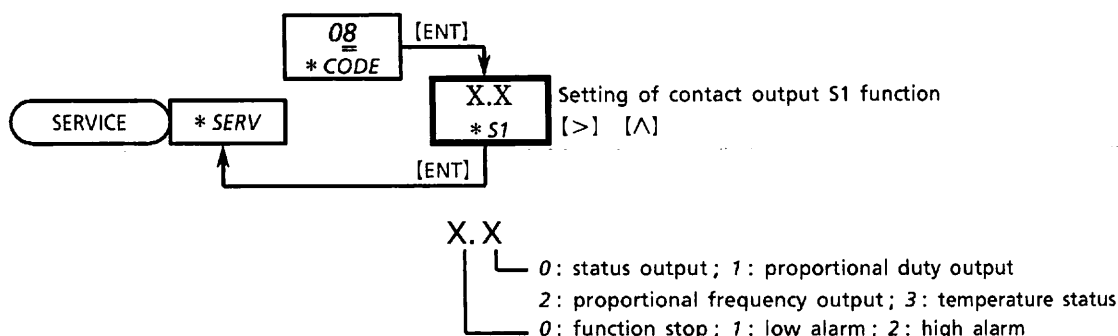 08 [ENT]
* CODE
X.X Setting of contact output S1 function
SERVICE * SERV * S1 [>] [∧]
[ENT]
X.X
0: status output; 1: proportional duty output
2: proportional frequency output; 3: temperature status
0: function stop; 1: low alarm; 2: high alarm